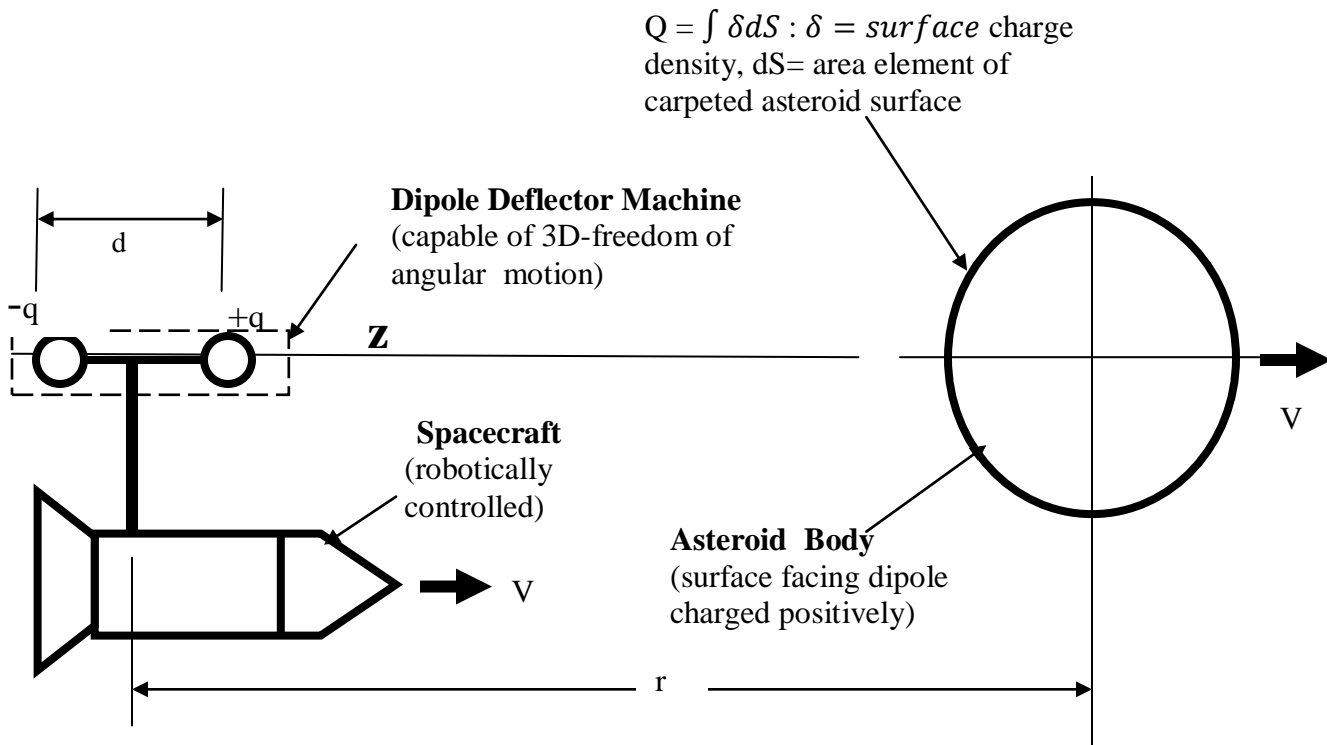 Q = ∫ 𝛿𝑑𝑆 : 𝛿 = 𝑠𝑢𝑟𝑓𝑎𝑐𝑒 charge
density, dS= area element of
carpeted asteroid surface
Dipole Deflector Machine
(capable of 3D-freedom of
angular motion)
d
-q
+q
z
V
Spacecraft
(robotically
controlled)
V
Asteroid Body
(surface facing dipole
charged positively)
r